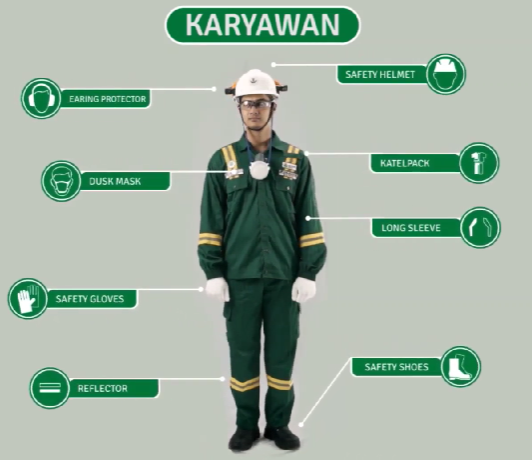 KARYAWAN
SAFETY HELMET
EARING PROTECTOR
KATELPACK
DUSK MASK
LONG SLEEVE
SAFETY GLOVES
SAFETY SHOES
REFLECTOR